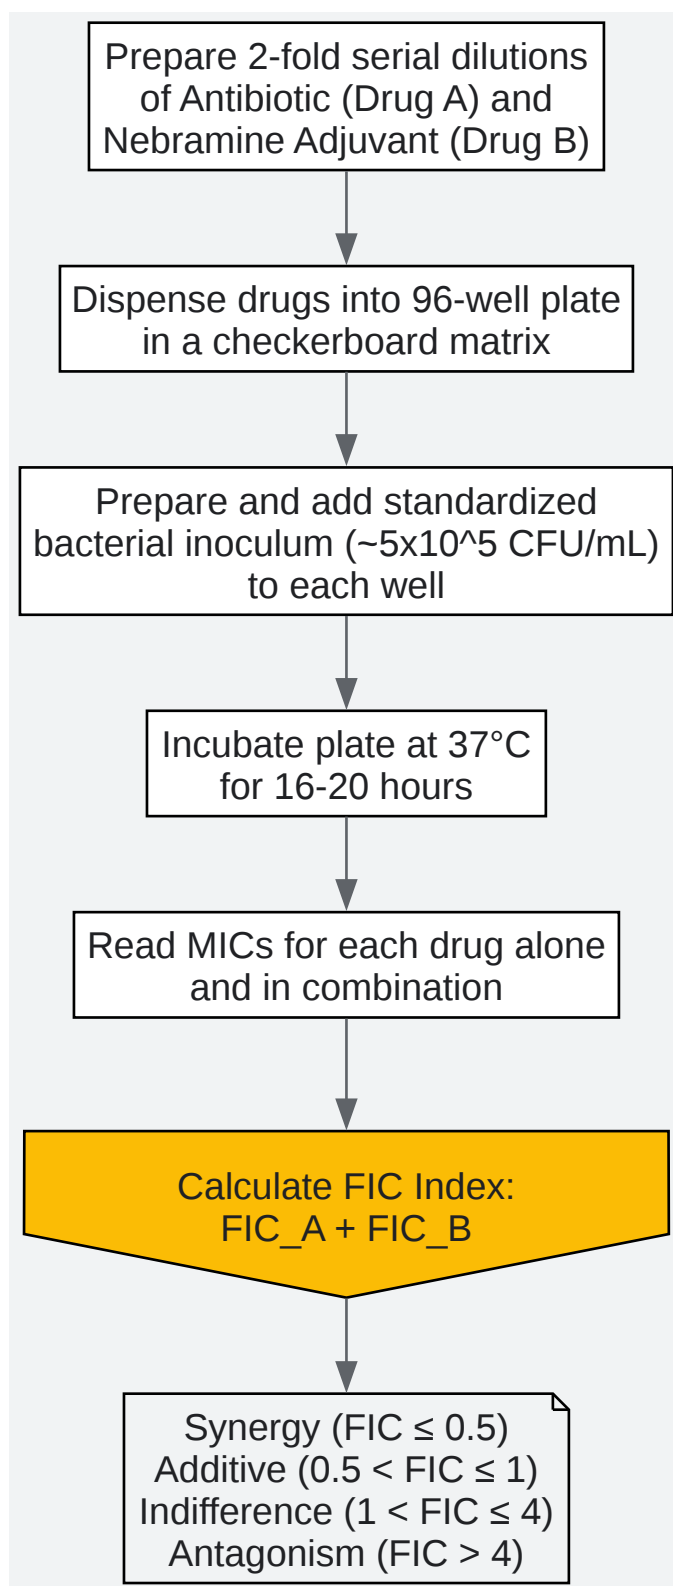 Prepare 2-fold serial dilutions
of Antibiotic (Drug A) and
Nebramine Adjuvant (Drug B)
Dispense drugs into 96-well plate
in a checkerboard matrix
Prepare and add standardized
bacterial inoculum (~5x10^5 CFU/mL)
to each well
Incubate plate at 37°C
for 16-20 hours
Read MICs for each drug alone
and in combination
Calculate FIC Index:
FIC_A + FIC_B
Synergy (FIC ≤ 0.5)
Additive (0.5 < FIC ≤ 1)
Indifference (1 < FIC ≤ 4)
Antagonism (FIC > 4)